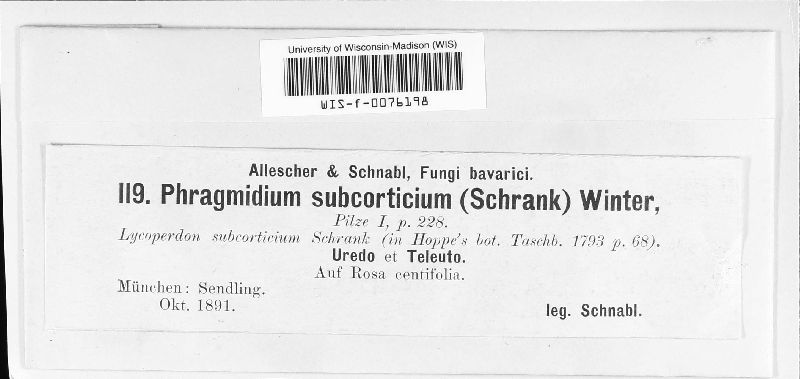 University of Wisconsin-Madison (WIS)
WIS-f-0076198
Allescher & Schnabl, Fungi bavarici.
119. Phragmidium subcorticium (Schrank) Winter,
Pilze I, p. 228.
Lycoperdon subcorticium Schrank (in Hoppe's bot. Taschb. 1793 p. 68).
Uredo et Teleuto.
Auf Rosa centifolia.
München: Sendling.
Okt. 1891.
leg. Schnabl.